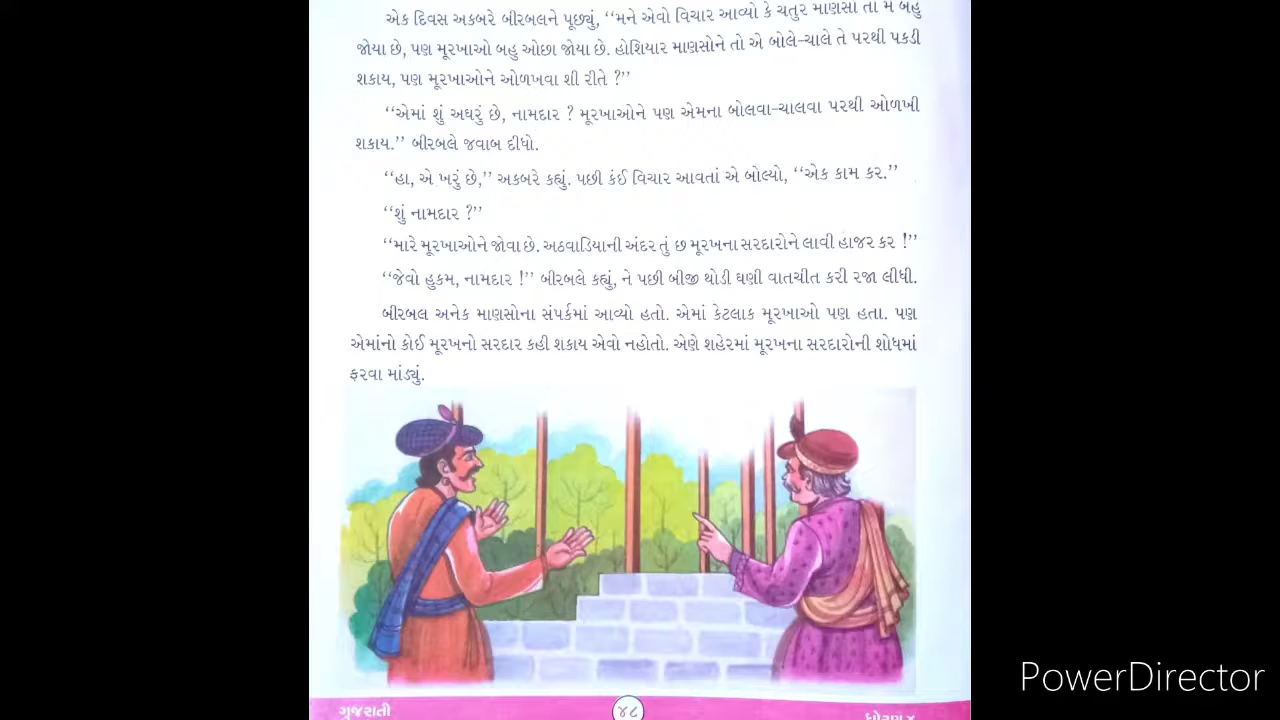 એક દિવસ અકબરે બીરબલને પૂછ્યું, ‘‘મને એવો વિચાર આવ્યો કે ચતુર માણસો તો મેં બહુ
જોયા છે, પણ મૂરખાઓ બહુ ઓછા જોયા છે. હોશિયાર માણસોને તો એ બોલે-ચાલે તે પરથી પકડી
શકાય, પણ મૂરખાઓને ઓળખવા શી રીતે ?’’
‘‘એમાં શું અઘરું છે, નામદાર ? મૂરખાઓને પણ એમના બોલવા-ચાલવા પરથી ઓળખી
શકાય.’’ બીરબલે જવાબ દીધો.
‘‘હા, એ ખરું છે,’’ અકબરે કહ્યું. પછી કંઈ વિચાર આવતાં એ બોલ્યો, ‘‘એક કામ કર.’’
‘‘શું નામદાર ?’’
‘‘મારે મૂરખાઓને જોવા છે. અઠવાડિયાની અંદર તું છ મૂરખના સરદારોને લાવી હાજર કર !’’
‘‘જેવો હુકમ, નામદાર !’’ બીરબલે કહ્યું, ને પછી બીજી થોડી ઘણી વાતચીત કરી રજા લીધી.
બીરબલ અનેક માણસોના સંપર્કમાં આવ્યો હતો. એમાં કેટલાક મૂરખાઓ પણ હતા. પણ
એમાંનો કોઈ મૂરખનો સરદાર કહી શકાય એવો નહોતો. એણે શહેરમાં મૂરખના સરદારોની શોધમાં
ફરવા માંડ્યું.
ગુજરાતી
૪૮
ધોરણ ૪
PowerDirector